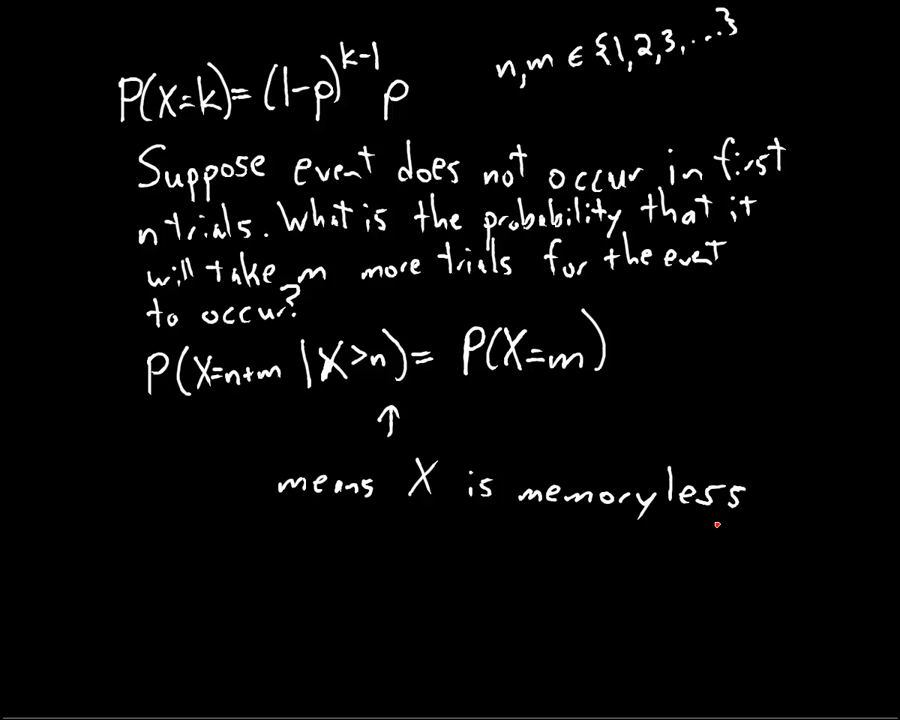 P(X=k)=(1-p)^{k-1} p
n,m ∈ {1,2,3,...}
Suppose event does not occur in first
n trials. What is the probability that it
will take m more trials for the event
to occur?
P(X=n+m | X>n)= P(X=m)
↑
means X is memoryless